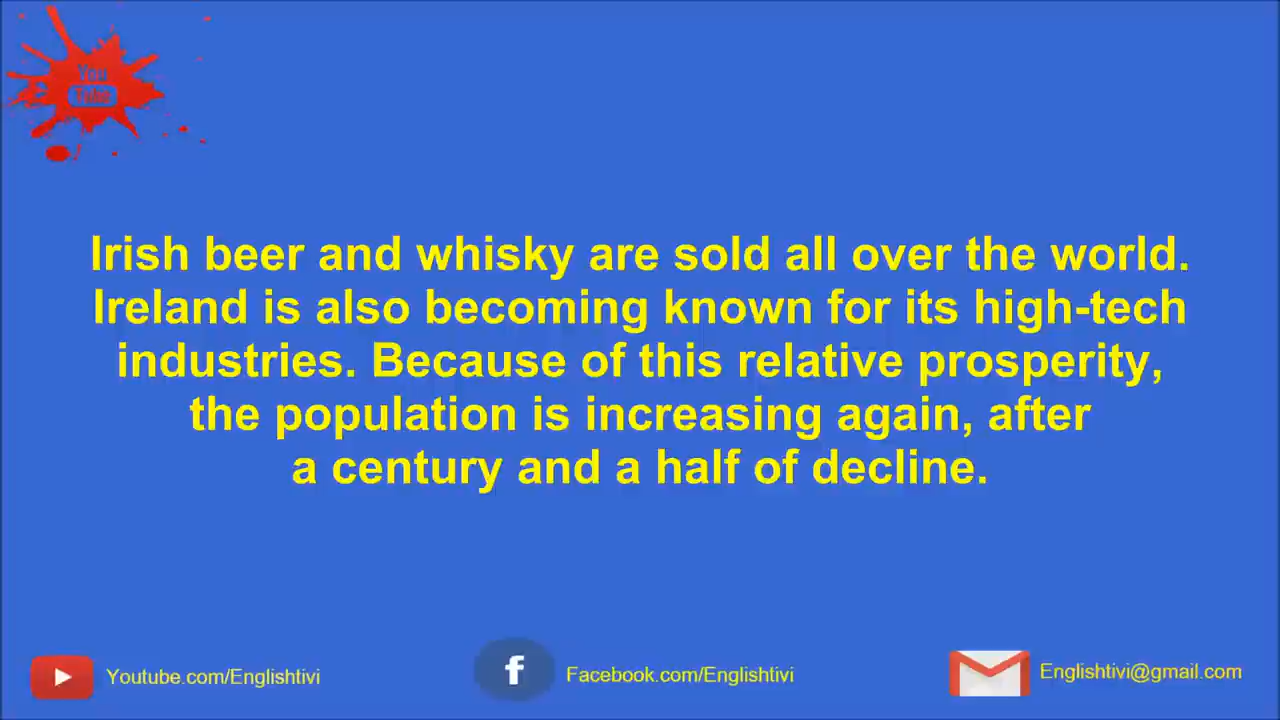 You
Tube
Irish beer and whisky are sold all over the world.
Ireland is also becoming known for its high-tech
industries. Because of this relative prosperity,
the population is increasing again, after
a century and a half of decline.
Youtube.com/Englishtivi
f
Facebook.com/Englishtivi
Englishtivi@gmail.com